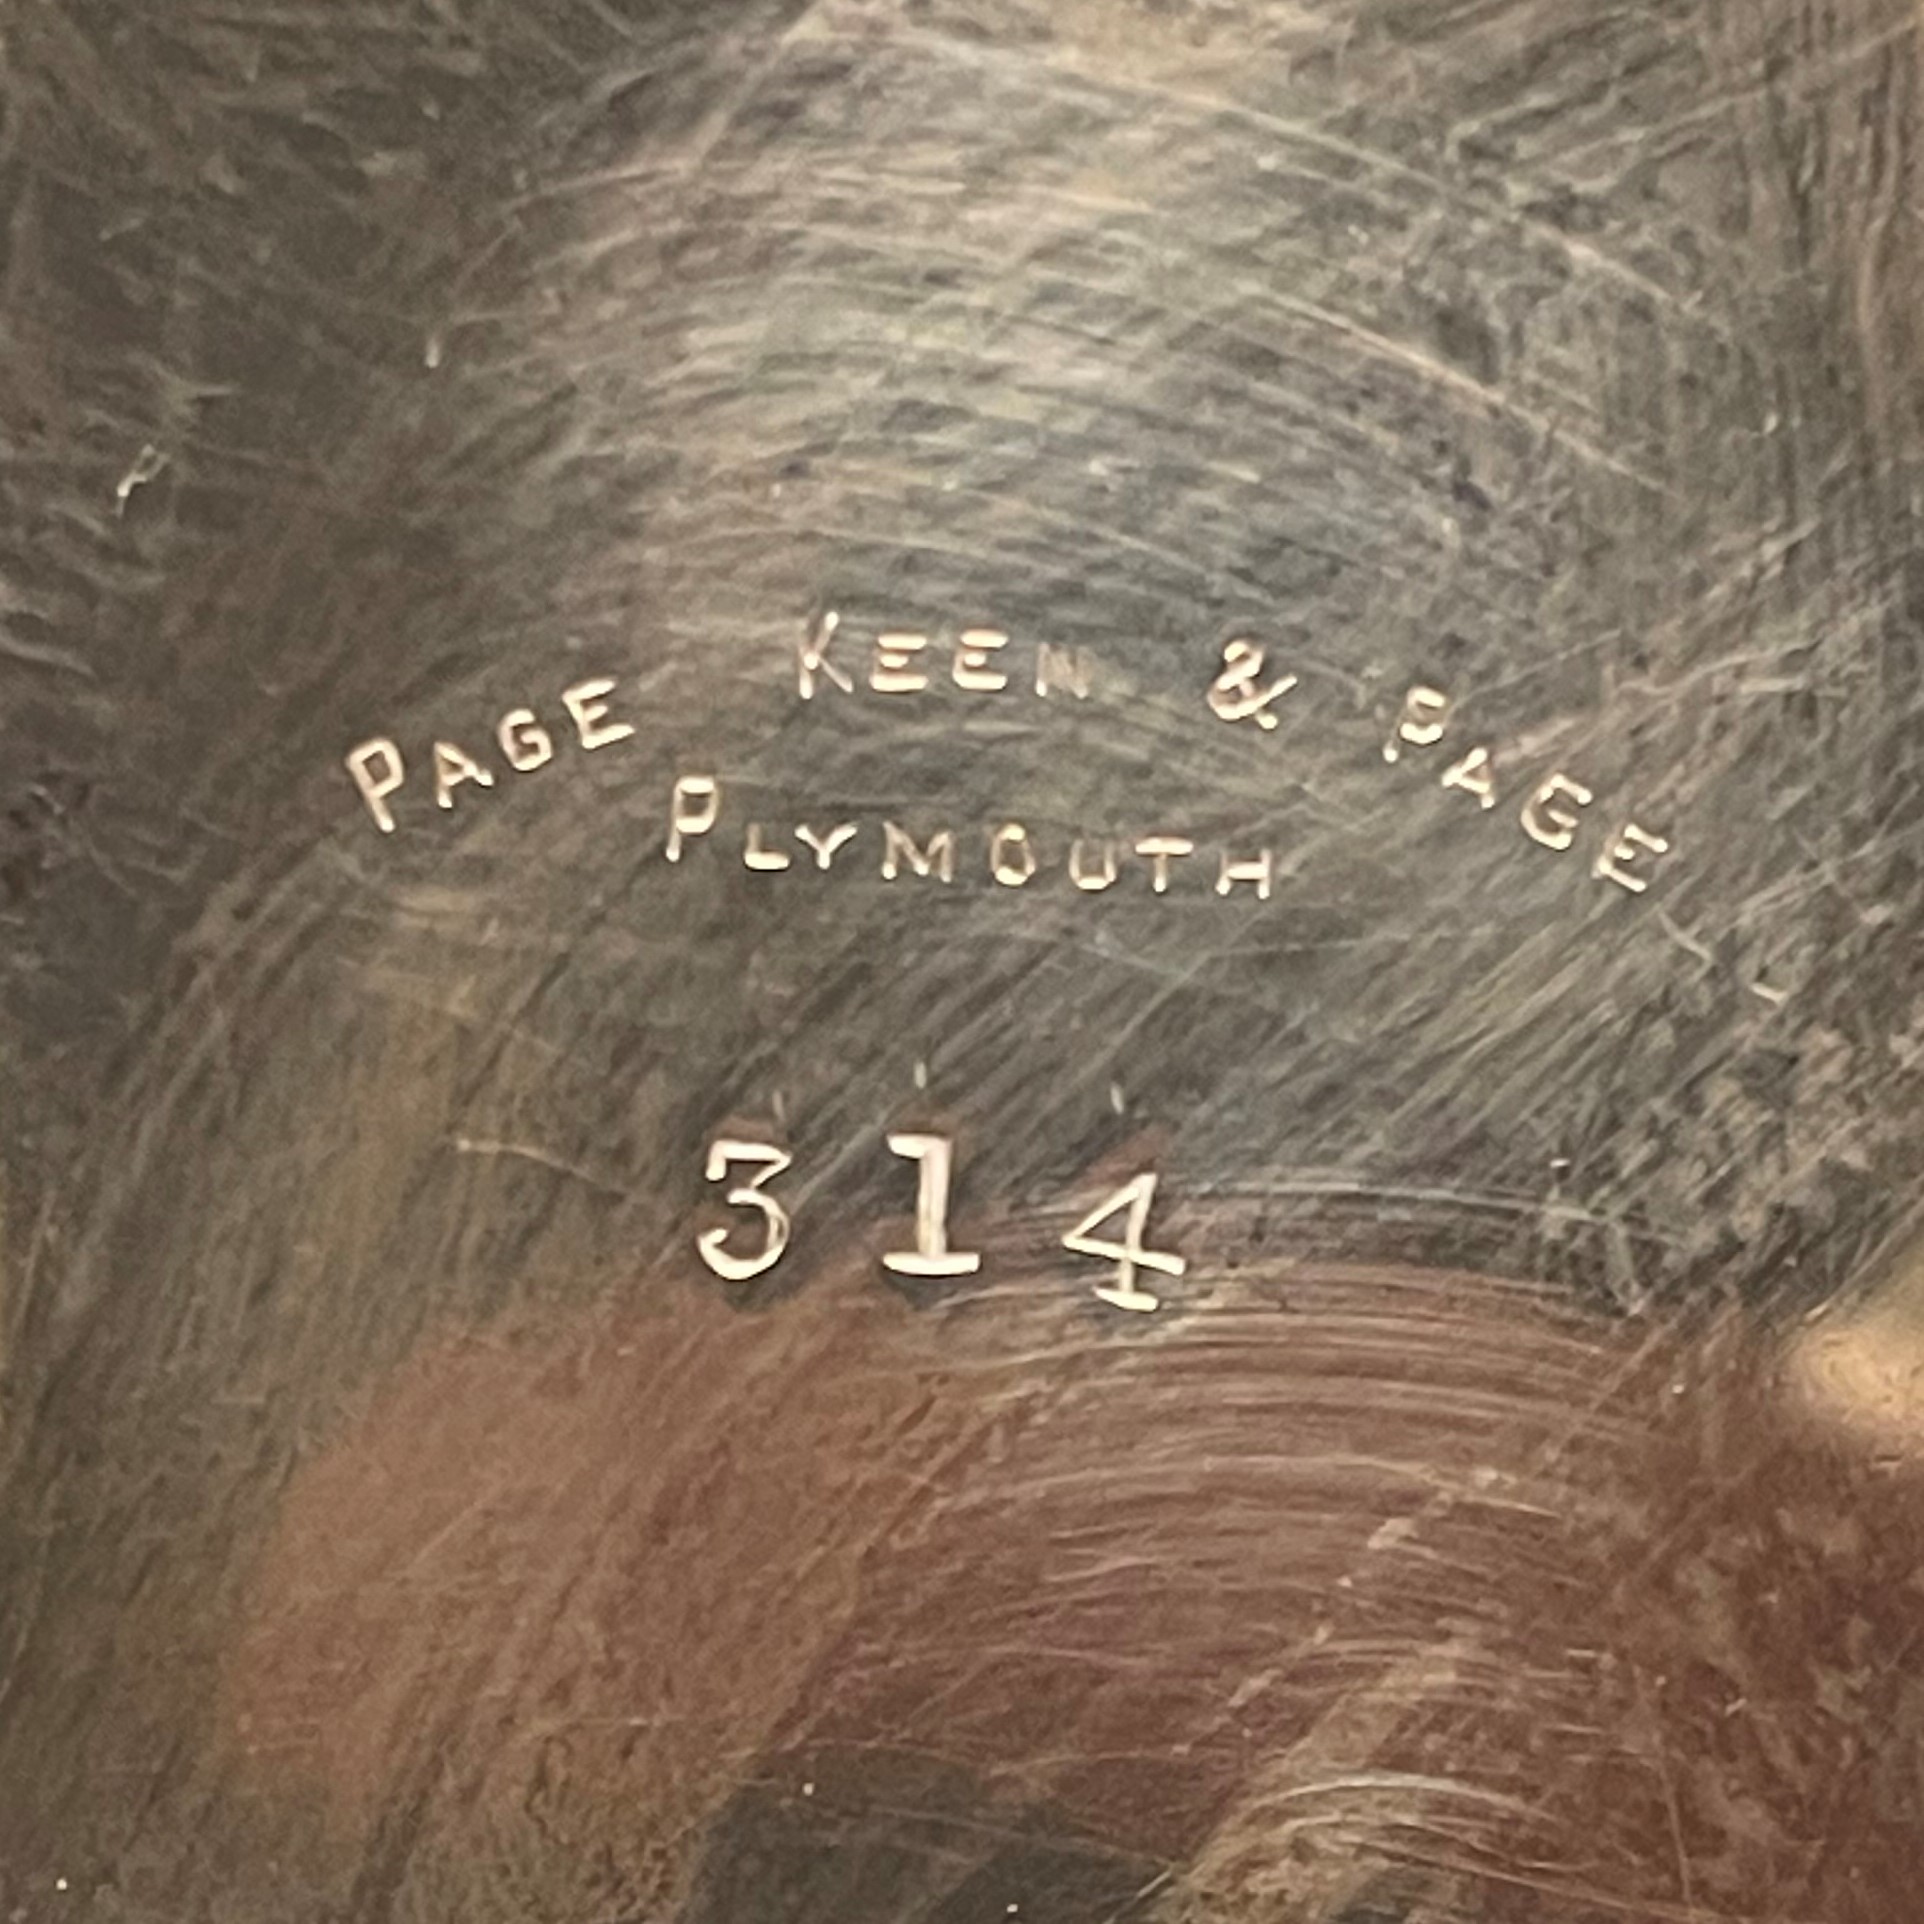 PAGE KEEN & PAGE
PLYMOUTH
314